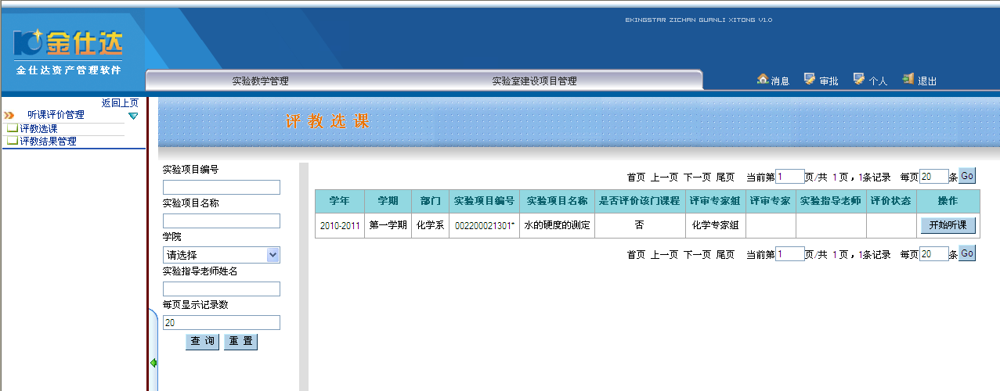 EKINGSTAR ZICHAN GUANLI XITONG V1.0
金仕达
金仕达资产管理软件
实验教学管理 实验室建设项目管理 消息 审批 个人 退出
返回上页
听课评价管理
评教选课
评教结果管理
评教选课
实验项目编号
实验项目名称
学院
请选择
实验指导老师姓名
每页显示记录数
20
查 询 重 置
首页 上一页 下一页 尾页 当前第1页/共 1 页，1条记录 每页20条Go
学年 学期 部门 实验项目编号 实验项目名称 是否评价该门课程 评审专家组 评审专家 实验指导老师 评价状态 操作
2010-2011 第一学期 化学系 002200021301* 水的硬度的测定 否 化学专家组 开始听课
首页 上一页 下一页 尾页 当前第1页/共 1 页，1条记录 每页20条Go